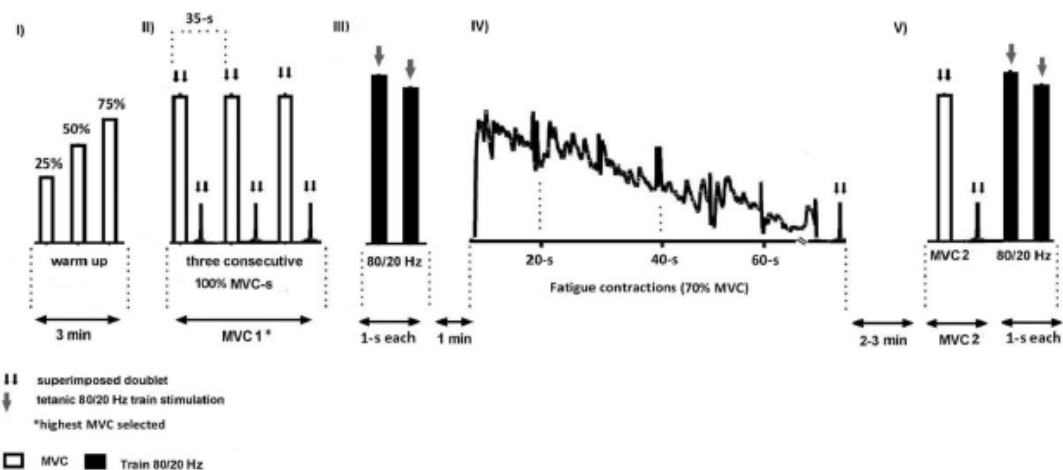 I)
II)
III)
IV)
V)
35-s
25%
50%
75%
warm up
three consecutive
100% MVC-s
80/20 Hz
20-s
40-s
60-s
Fatigue contractions (70% MVC)
MVC 2
80/20 Hz
3 min
MVC 1*
1-s each
1 min
2-3 min
MVC 2
1-s each
superimposed doublet
tetanic 80/20 Hz train stimulation
*highest MVC selected
MVC
Train 80/20 Hz